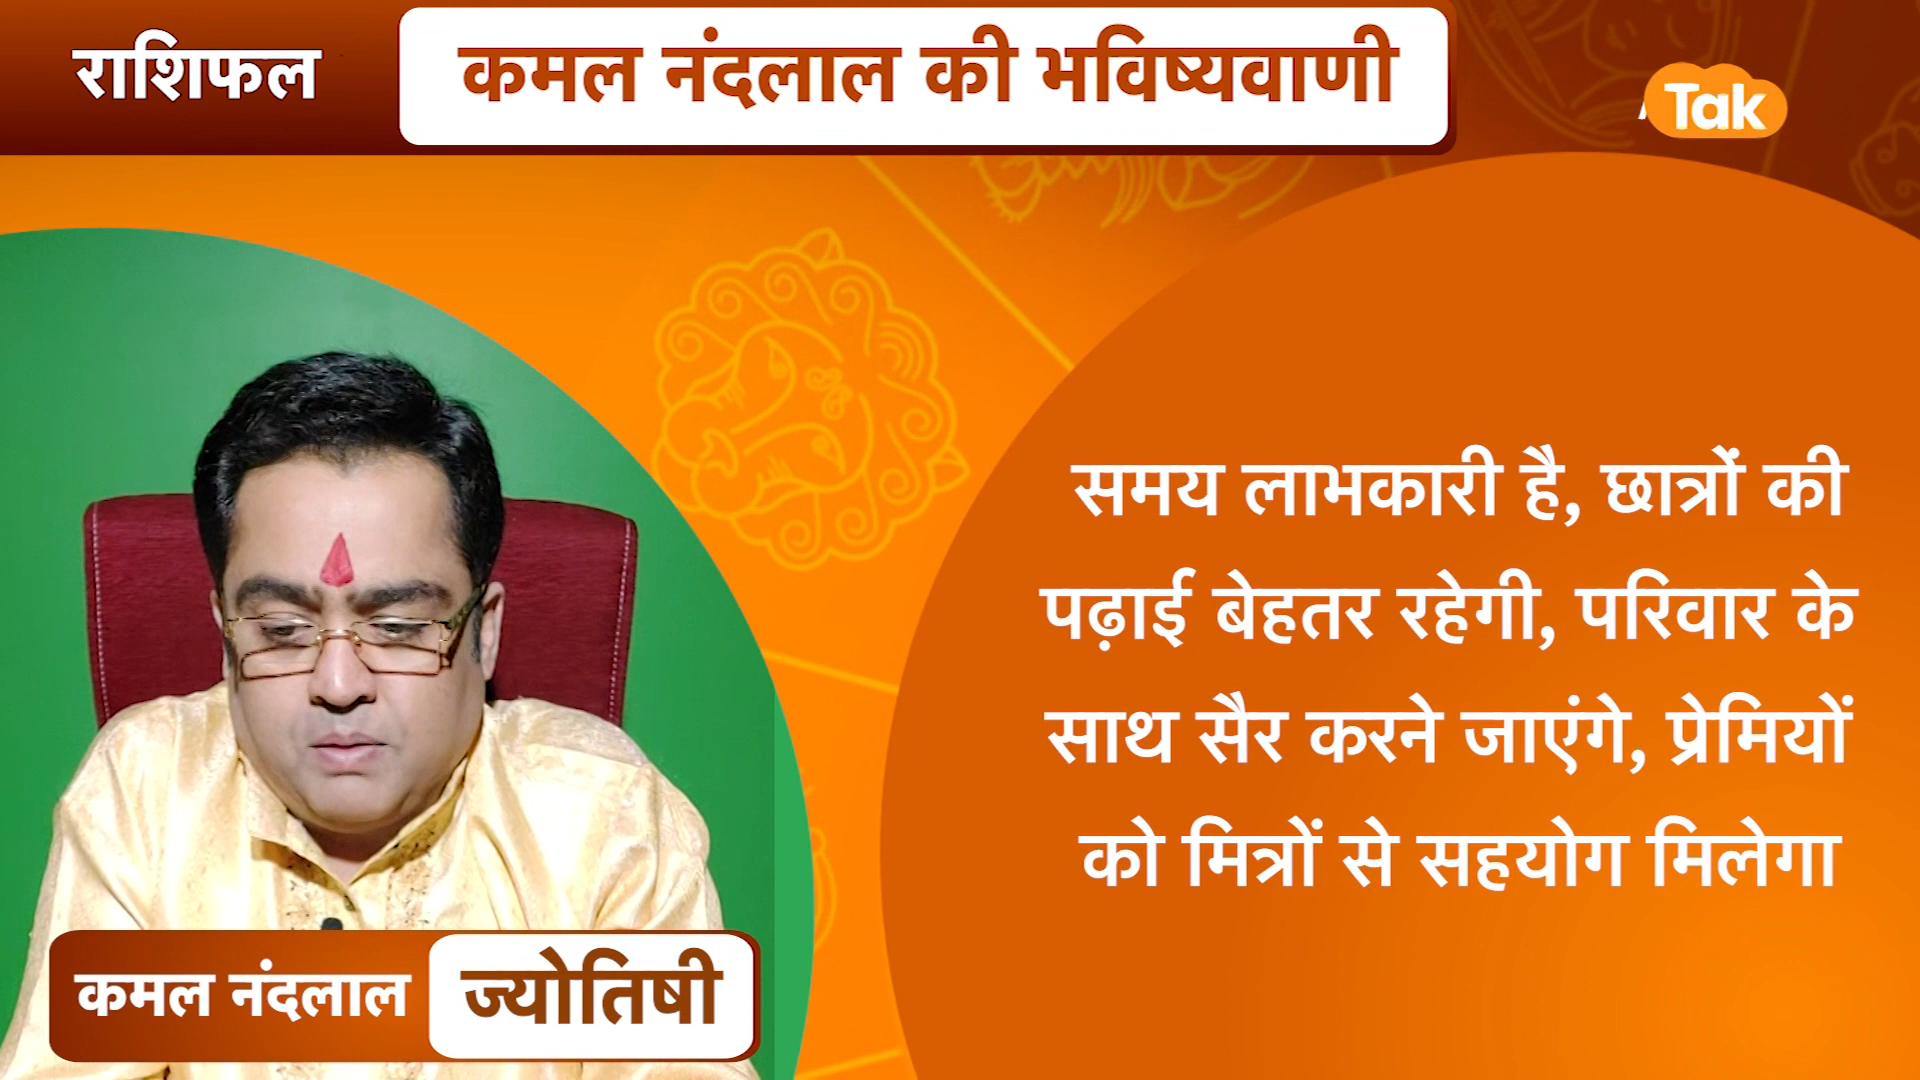 राशिफल
कमल नंदलाल की भविष्यवाणी
Tak
समय लाभकारी है, छात्रों की
पढ़ाई बेहतर रहेगी, परिवार के
साथ सैर करने जाएंगे, प्रेमियों
को मित्रों से सहयोग मिलेगा
कमल नंदलाल
ज्योतिषी